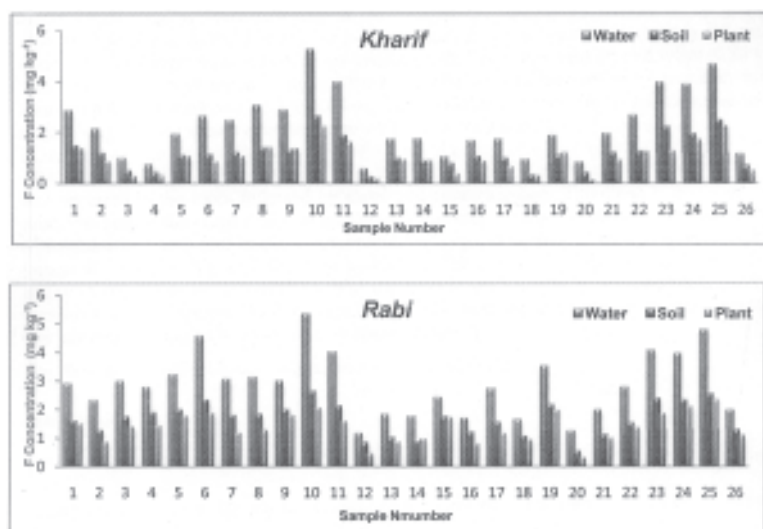 Kharif
Water Soil Plant
F Concentration (mg kg⁻¹)
6
4
2
0
1 2 3 4 5 6 7 8 9 10 11 12 13 14 15 16 17 18 19 20 21 22 23 24 25 26
Sample Number
Rabi
Water Soil Plant
F Concentration (mg kg⁻¹)
6
5
4
3
2
1
0
1 2 3 4 5 6 7 8 9 10 11 12 13 14 15 16 17 18 19 20 21 22 23 24 25 26
Sample Nmumber